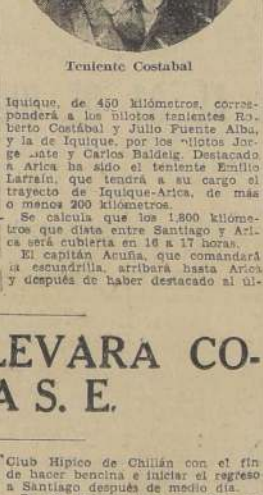 Teniente Costabal
Iquique, de 450 kilómetros, corres-
ponderá a los pilotos tenientes Ro-
berto Costábal y Julio Fuente Alba,
y la de Iquique, por los pilotos Jor-
ge y Carlos Baldeig. Destacado
a Arica ha sido el teniente Emilio
Larraín, que tendrá a su cargo el
trayecto de Iquique-Arica, de más
o menos 200 kilómetros.
Se calcula que los 1,800 kilóme-
tros que dista entre Santiago y Ari-
ca será cubierta en 16 a 17 horas.
El capitán Acuña, que comandará
la escuadrilla, arribará hasta Arica
y después de haber destacado al úl-
LEVARA CO-
A S. E.
Club Hípico de Chillán con el fin
de hacer bencina e iniciar el regreso
a Santiago después de medio día.